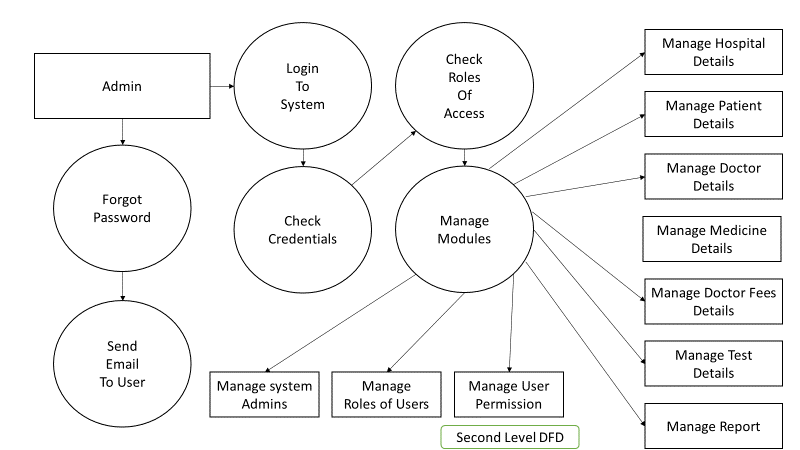 Admin
Login
To
System
Check
Roles
Of
Access
Manage Hospital
Details
Manage Patient
Details
Manage Doctor
Details
Forgot
Password
Check
Credentials
Manage
Modules
Manage Medicine
Details
Manage Doctor Fees
Details
Send
Email
To User
Manage system
Admins
Manage
Roles of Users
Manage User
Permission
Manage Test
Details
Manage Report
Second Level DFD